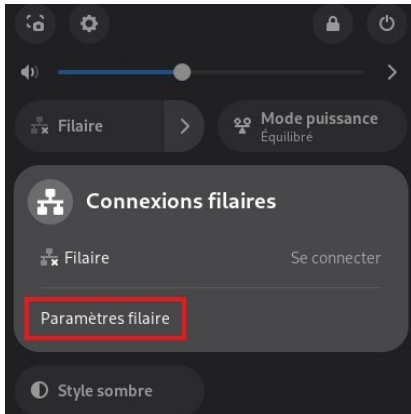 Filaire
Mode puissance
Équilibré
Connexions filaires
Filaire
Se connecter
Paramètres filaire
Style sombre